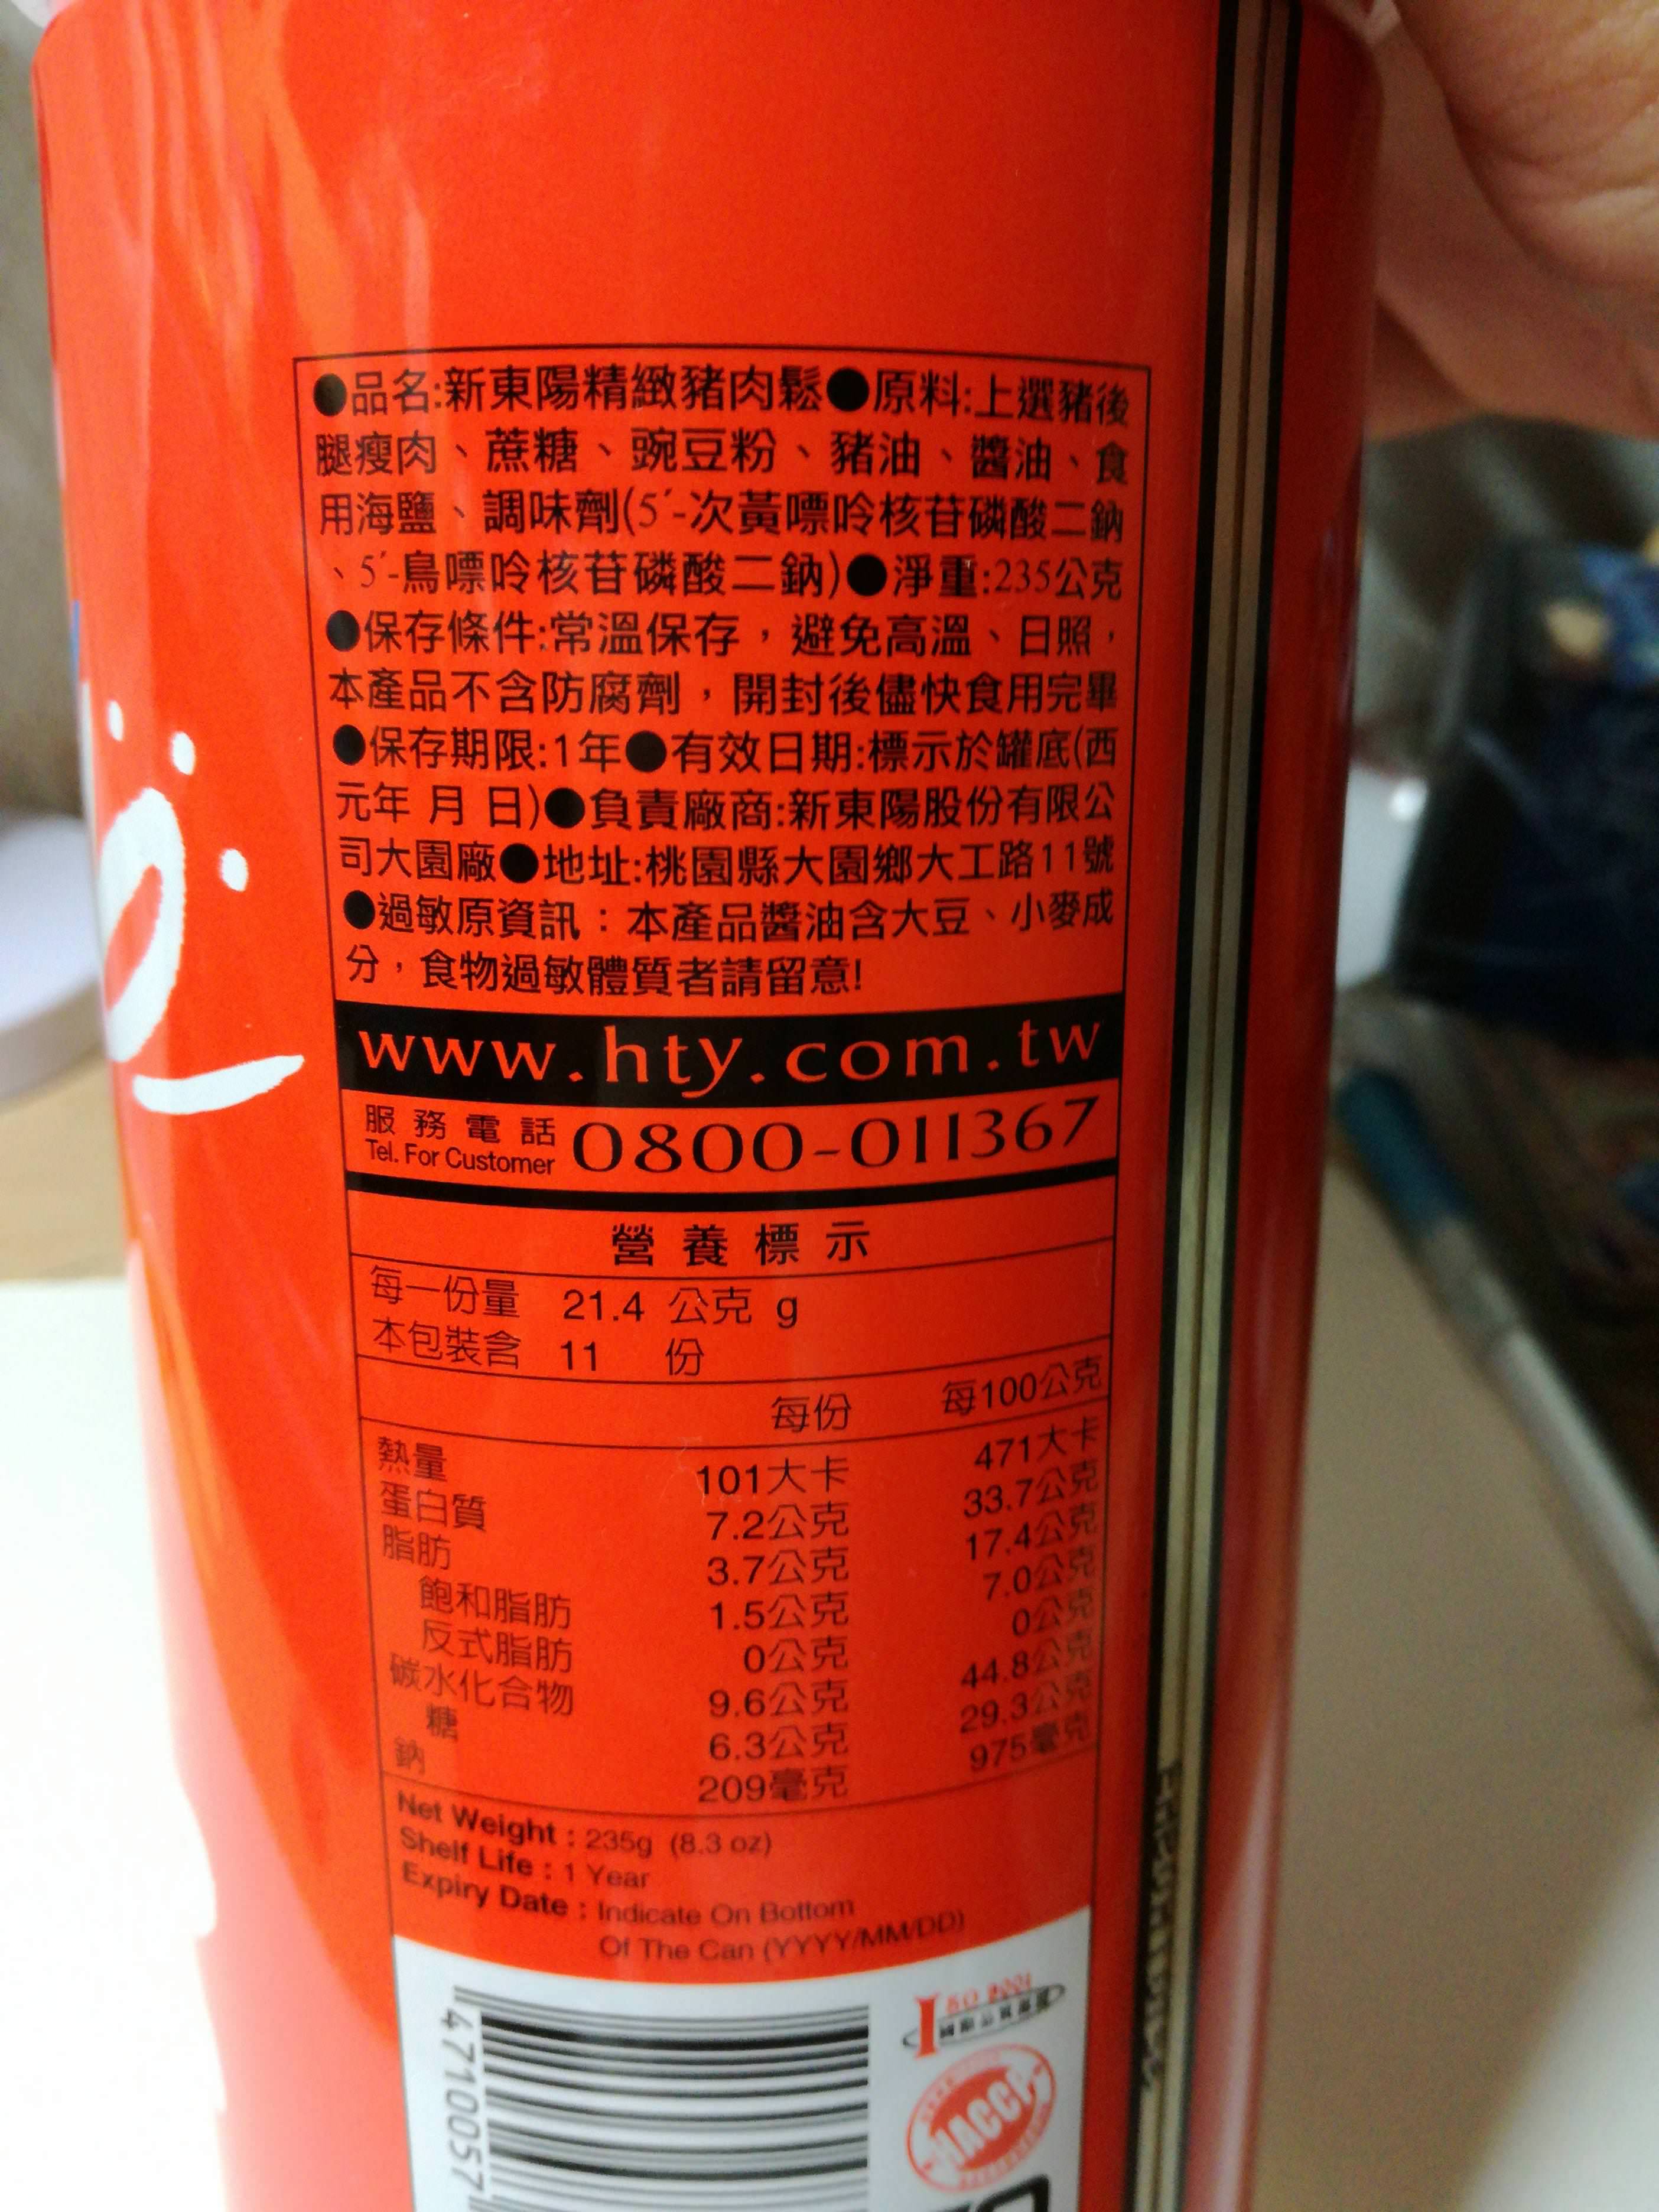 ●品名:新東陽精緻豬肉鬆●原料:上選豬後
腿瘦肉、蔗糖、豌豆粉、豬油、醬油、食
用海鹽、調味劑(5´-次黃嘌呤核苷磷酸二鈉
、5´-鳥嘌呤核苷磷酸二鈉)●淨重:235公克
●保存條件:常溫保存，避免高溫、日照，
本產品不含防腐劑，開封後儘快食用完畢
●保存期限:1年●有效日期:標示於罐底(西
元年 月 日)●負責廠商:新東陽股份有限公
司大園廠●地址:桃園縣大園鄉大工路11號
●過敏原資訊：本產品醬油含大豆、小麥成
分，食物過敏體質者請留意!
www.hty.com.tw
服務電話
Tel. For Customer
0800-011367
營養標示
每一份量 21.4 公克 g
本包裝含 11 份
每份 每100公克
熱量 101大卡 471大卡
蛋白質 7.2公克 33.7公克
脂肪 3.7公克 17.4公克
飽和脂肪 1.5公克 7.0公克
反式脂肪 0公克 0公克
碳水化合物 9.6公克 44.8公克
糖 6.3公克 29.3公克
鈉 209毫克 975毫克
Net Weight : 235g (8.3 oz)
Shelf Life : 1 Year
Expiry Date : Indicate On Bottom
Of The Can (YYYY/MM/DD)
ISO 9001
HACCP
4710057